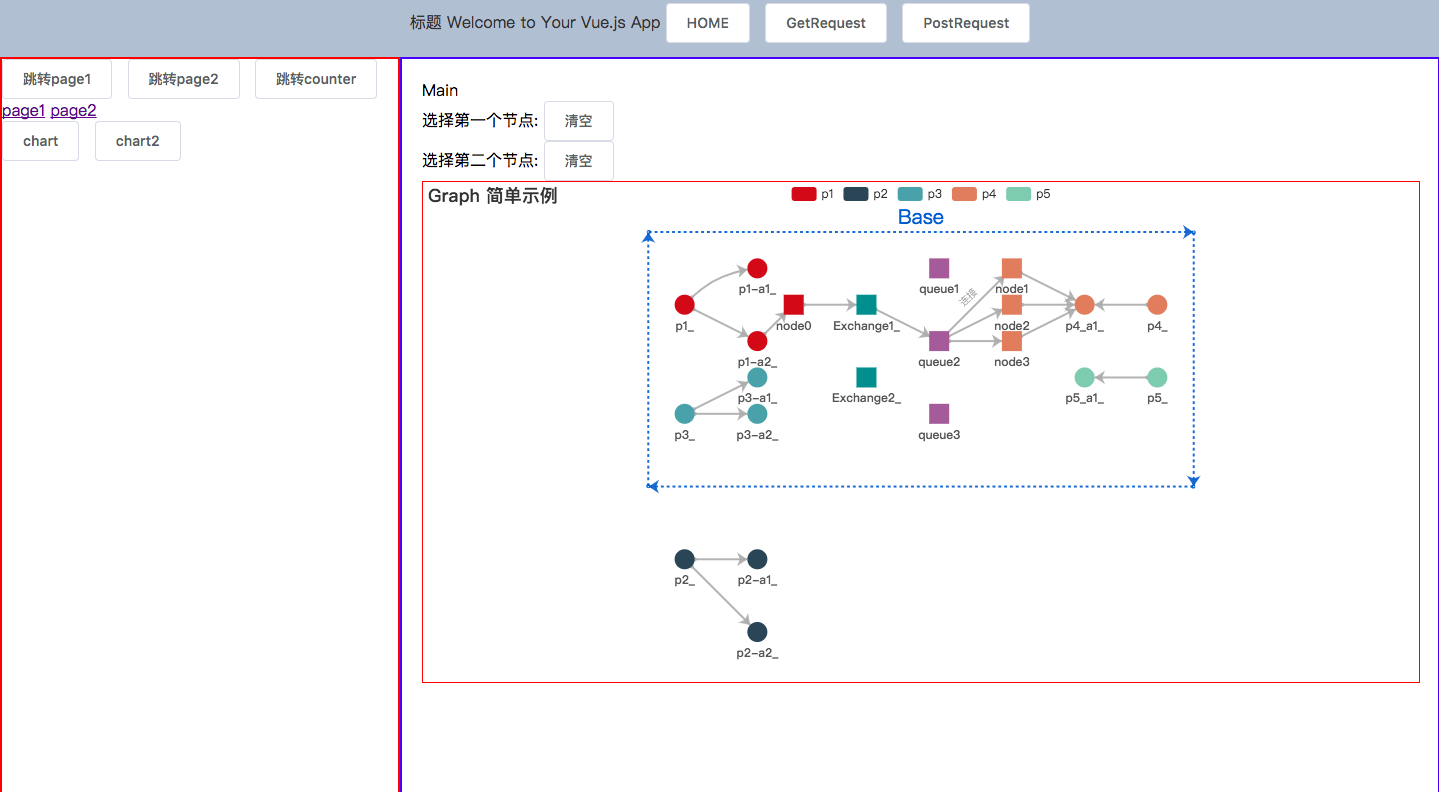 标题 Welcome to Your Vue.js App HOME GetRequest PostRequest
跳转page1 跳转page2 跳转counter
page1 page2
chart chart2
Main
选择第一个节点: 清空
选择第二个节点: 清空
Graph 简单示例
p1 p2 p3 p4 p5
Base
p1-a1_ queue1 node1
连接
p1_ node0 Exchange1_ node2 p4_a1_ p4_
p1-a2_ queue2 node3
p3-a1_ Exchange2_ p5_a1_ p5_
p3_ p3-a2_ queue3
p2_ p2-a1_
p2-a2_